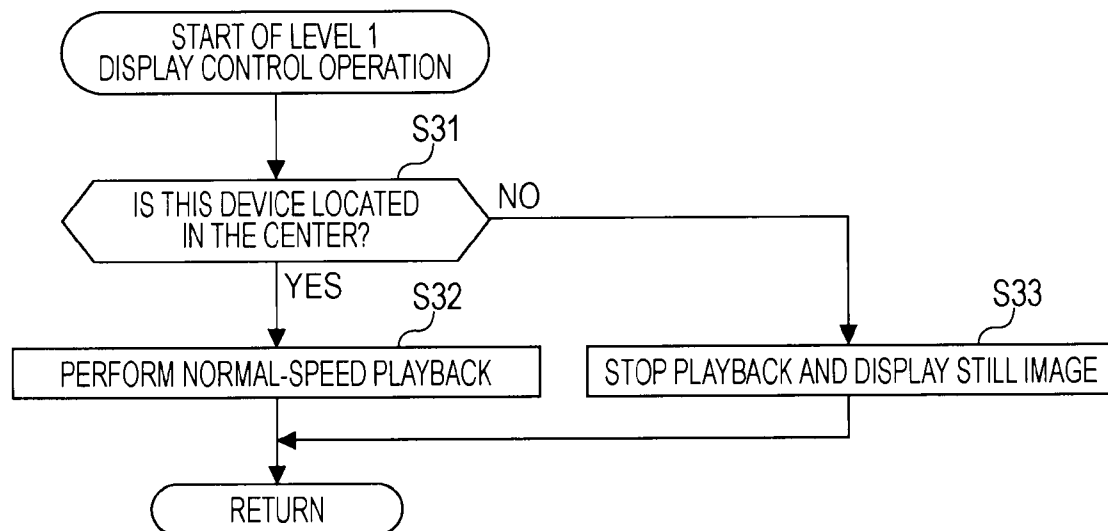 START OF LEVEL 1
DISPLAY CONTROL OPERATION
S31
IS THIS DEVICE LOCATED
IN THE CENTER?
NO
YES
S32
PERFORM NORMAL-SPEED PLAYBACK
S33
STOP PLAYBACK AND DISPLAY STILL IMAGE
RETURN